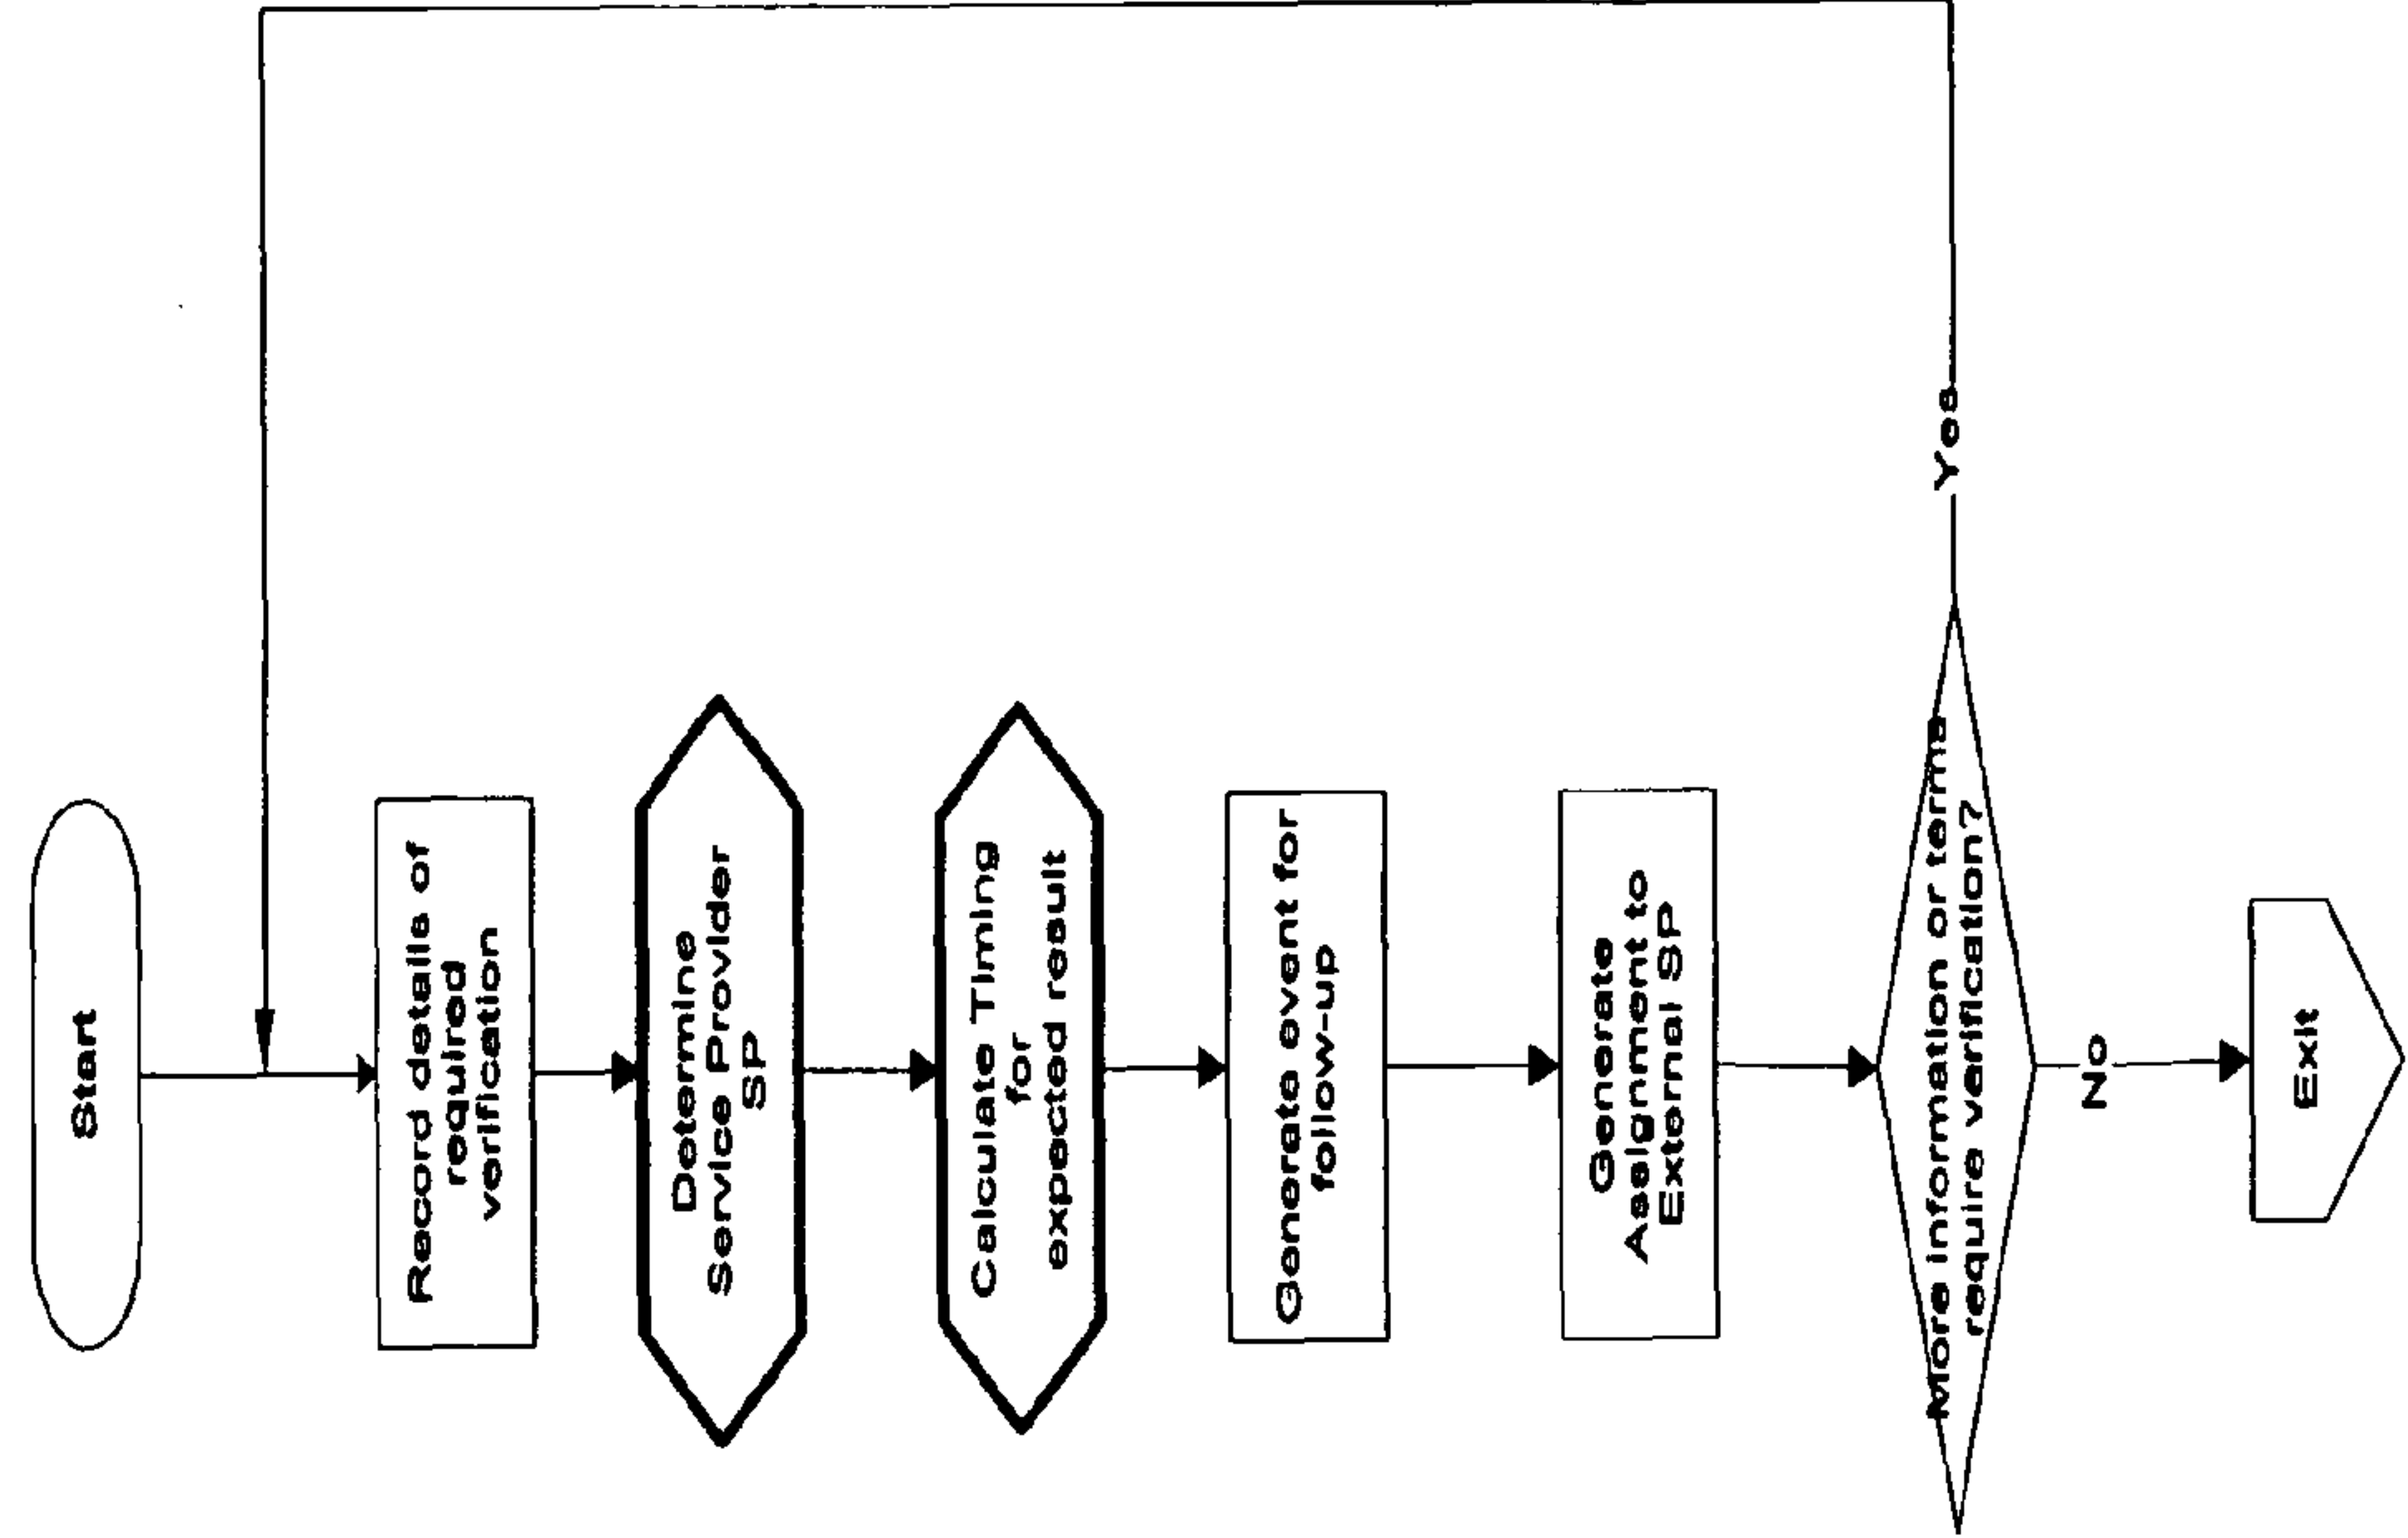 Start
Record details of
required
verification
Determine
Service Provider
SP
Calculate Timing
for
expected result
Generate event for
follow-up
Generate
Assignment to
External SP
More information or terms
require verification?
Yes
No
Exit